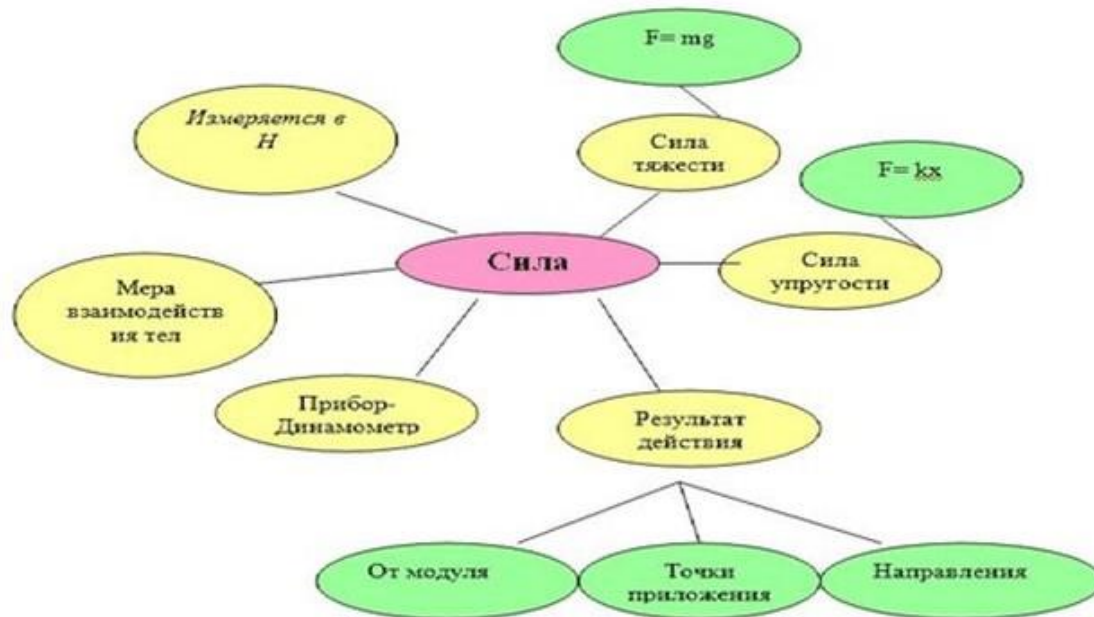 F= mg
Измеряется в
Н
Сила
тяжести
F= kx
Сила
Сила
упругости
Мера
взаимодейств
ия тел
Прибор-
Динамометр
Результат
действия
От модуля
Точки
приложения
Направления